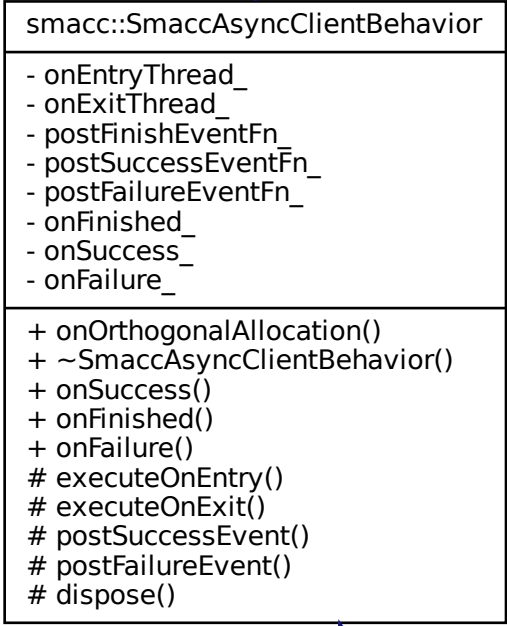 smacc::SmaccAsyncClientBehavior
- onEntryThread_
- onExitThread_
- postFinishEventFn_
- postSuccessEventFn_
- postFailureEventFn_
- onFinished_
- onSuccess_
- onFailure_
+ onOrthogonalAllocation()
+ ~SmaccAsyncClientBehavior()
+ onSuccess()
+ onFinished()
+ onFailure()
# executeOnEntry()
# executeOnExit()
# postSuccessEvent()
# postFailureEvent()
# dispose()